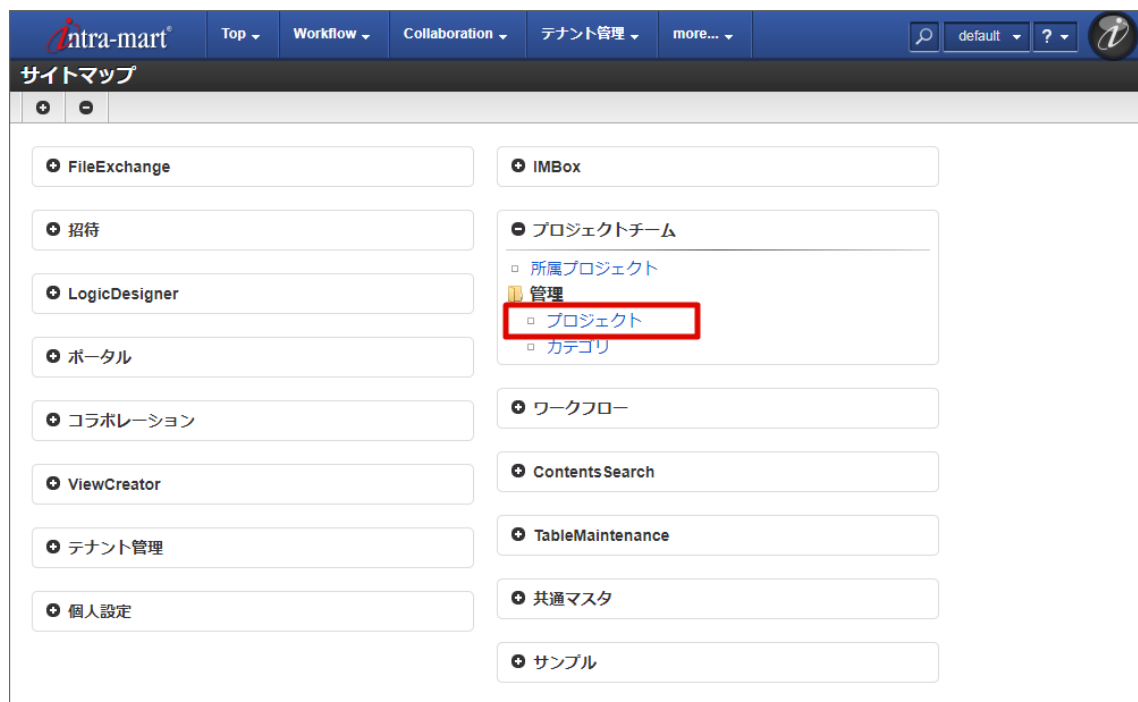 intra-mart®
Top
Workflow
Collaboration
テナント管理
more...
default
?
サイトマップ
FileExchange
招待
LogicDesigner
ポータル
コラボレーション
ViewCreator
テナント管理
個人設定
IMBox
プロジェクトチーム
所属プロジェクト
管理
プロジェクト
カテゴリ
ワークフロー
ContentsSearch
TableMaintenance
共通マスタ
サンプル